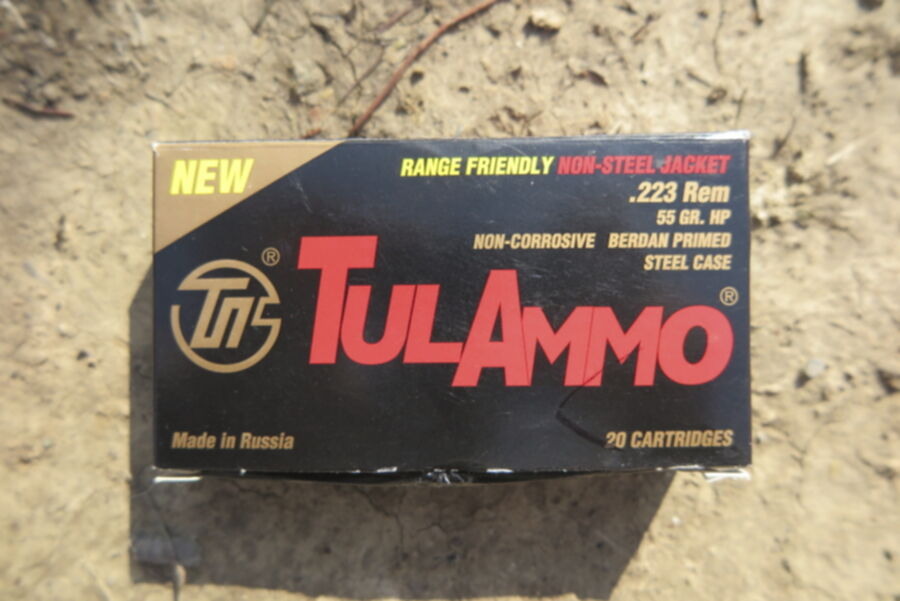 NEW
RANGE FRIENDLY NON-STEEL JACKET
.223 Rem
55 GR. HP
NON-CORROSIVE BERDAN PRIMED
STEEL CASE
®
TULAMMO®
Made in Russia
20 CARTRIDGES